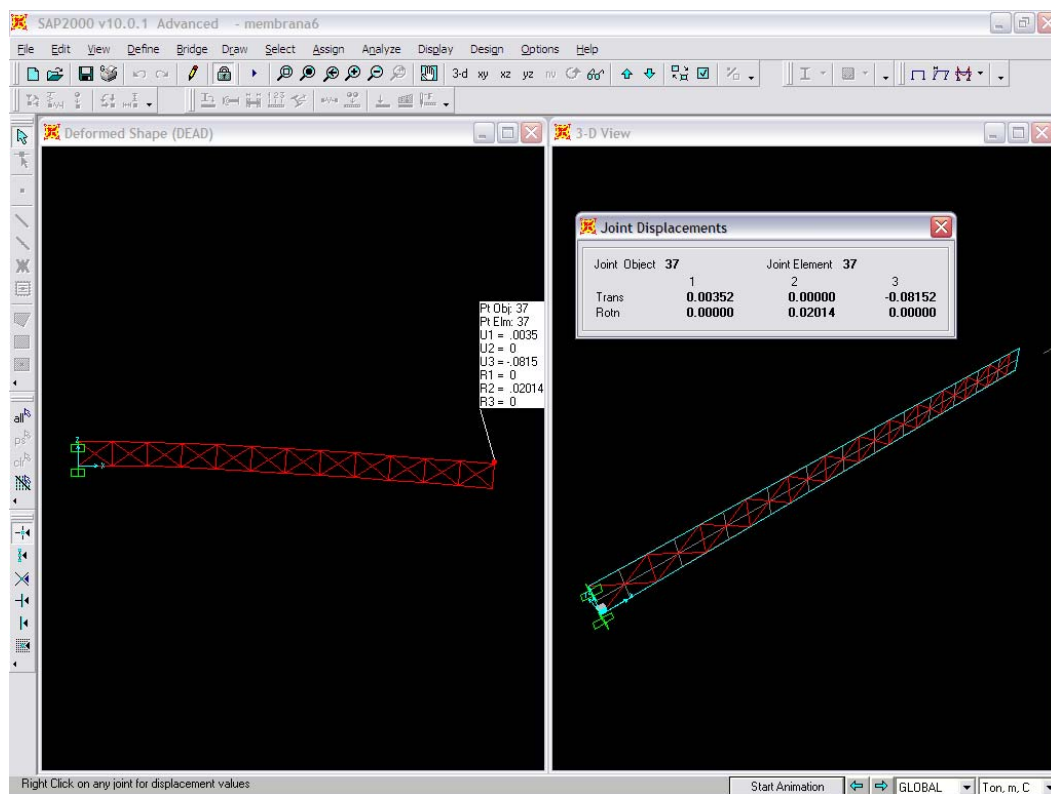 SAP2000 v10.0.1 Advanced - membrana6
File Edit View Define Bridge Draw Select Assign Analyze Display Design Options Help
3-d xy xz yz nv
Deformed Shape (DEAD)
3-D View
Joint Displacements
Joint Object 37 Joint Element 37
1 2 3
Trans 0.00352 0.00000 -0.08152
Rotn 0.00000 0.02014 0.00000
Pt Obj: 37
Pt Elm: 37
U1 = .0035
U2 = 0
U3 = -.0815
R1 = 0
R2 = .02014
R3 = 0
Z
X
all
ps
clr
Right Click on any joint for displacement values
Start Animation
GLOBAL
Ton, m, C